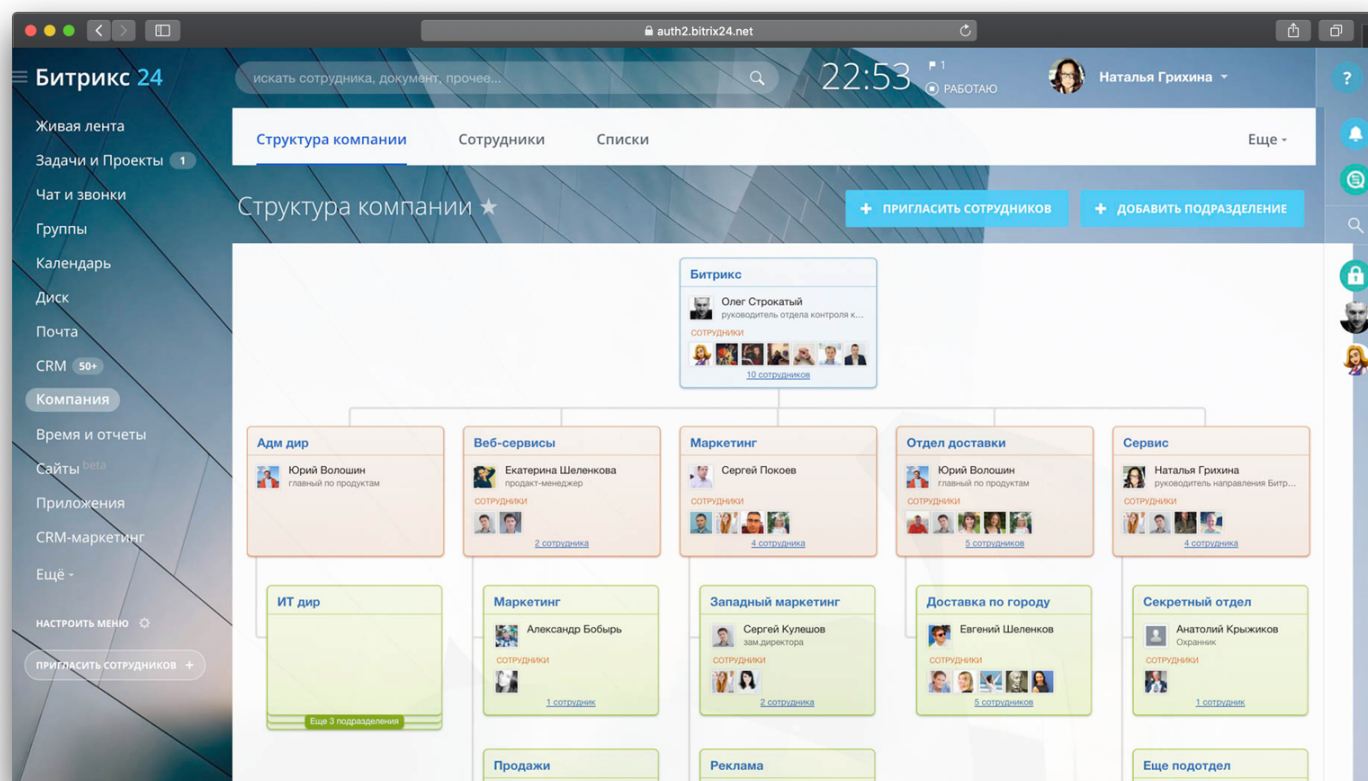 auth2.bitrix24.net
Битрикс 24
искать сотрудника, документ, прочее...
22:53
1
РАБОТАЮ
Наталья Грихина
?
Живая лента
Задачи и Проекты 1
Чат и звонки
Группы
Календарь
Диск
Почта
CRM 50+
Компания
Время и отчеты
Сайты beta
Приложения
CRM-маркетинг
Ещё
НАСТРОИТЬ МЕНЮ
ПРИГЛАСИТЬ СОТРУДНИКОВ +
Структура компании
Сотрудники
Списки
Еще
Структура компании
+ ПРИГЛАСИТЬ СОТРУДНИКОВ
+ ДОБАВИТЬ ПОДРАЗДЕЛЕНИЕ
Битрикс
Олег Строкатый
руководитель отдела контроля к...
СОТРУДНИКИ
10 сотрудников
Адм дир
Юрий Волошин
главный по продуктам
Веб-сервисы
Екатерина Шеленкова
продакт-менеджер
СОТРУДНИКИ
2 сотрудника
Маркетинг
Сергей Покоев
СОТРУДНИКИ
4 сотрудника
Отдел доставки
Юрий Волошин
главный по продуктам
СОТРУДНИКИ
5 сотрудников
Сервис
Наталья Грихина
руководитель направления Битр...
СОТРУДНИКИ
4 сотрудника
ИТ дир
Еще 3 подразделения
Маркетинг
Александр Бобырь
СОТРУДНИКИ
1 сотрудник
Западный маркетинг
Сергей Кулешов
зам.директора
СОТРУДНИКИ
2 сотрудника
Доставка по городу
Евгений Шеленков
СОТРУДНИКИ
5 сотрудников
Секретный отдел
Анатолий Крыжиков
Охранник
СОТРУДНИКИ
1 сотрудник
Продажи
Реклама
Еще подотдел